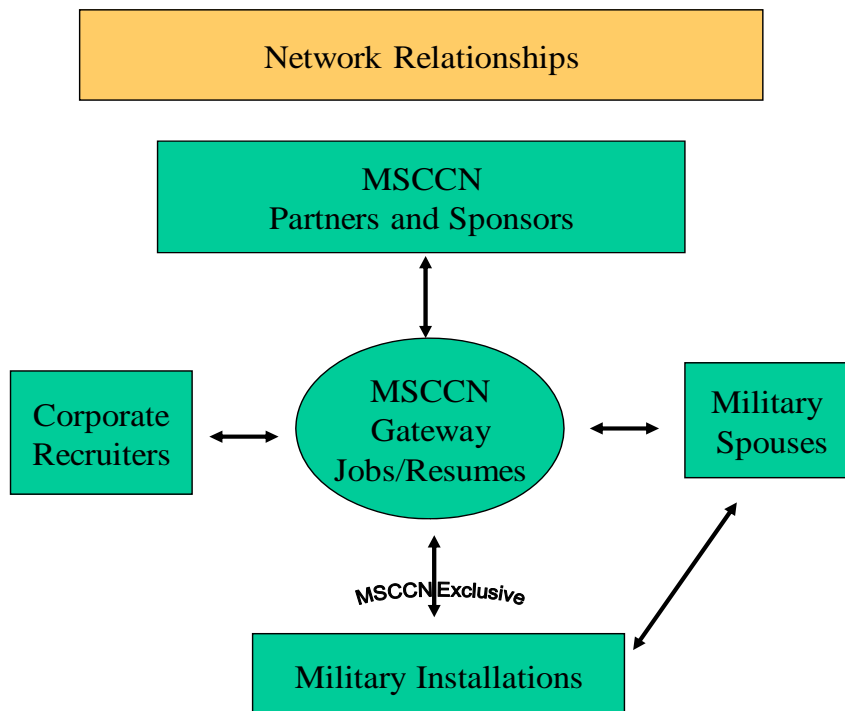 Network Relationships
MSCCN
Partners and Sponsors
Corporate
Recruiters
MSCCN
Gateway
Jobs/Resumes
Military
Spouses
MSCCN Exclusive
Military Installations